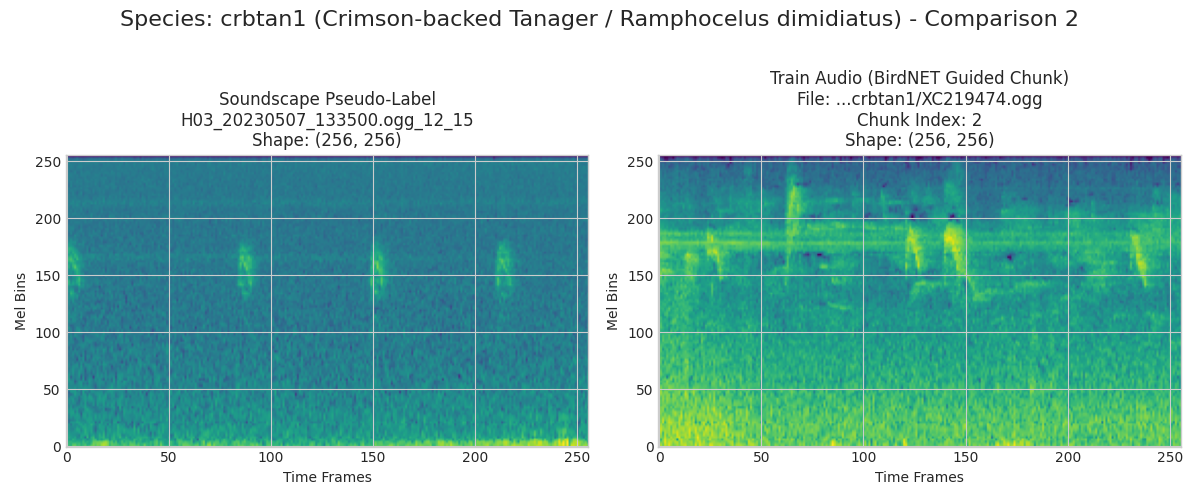 Species: crbtan1 (Crimson-backed Tanager / Ramphocelus dimidiatus) - Comparison 2
Soundscape Pseudo-Label
H03_20230507_133500.ogg_12_15
Shape: (256, 256)
250
200
150
100
50
0
Mel Bins
0 50 100 150 200 250
Time Frames
Train Audio (BirdNET Guided Chunk)
File: ...crbtan1/XC219474.ogg
Chunk Index: 2
Shape: (256, 256)
250
200
150
100
50
0
Mel Bins
0 50 100 150 200 250
Time Frames